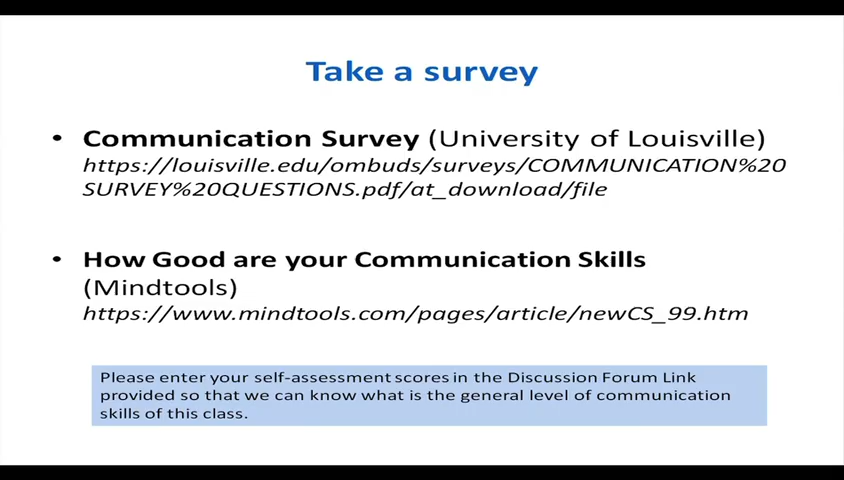 Take a survey
• Communication Survey (University of Louisville)
https://louisville.edu/ombuds/surveys/COMMUNICATION%20
SURVEY%20QUESTIONS.pdf/at_download/file
• How Good are your Communication Skills
(Mindtools)
https://www.mindtools.com/pages/article/newCS_99.htm
Please enter your self-assessment scores in the Discussion Forum Link
provided so that we can know what is the general level of communication
skills of this class.